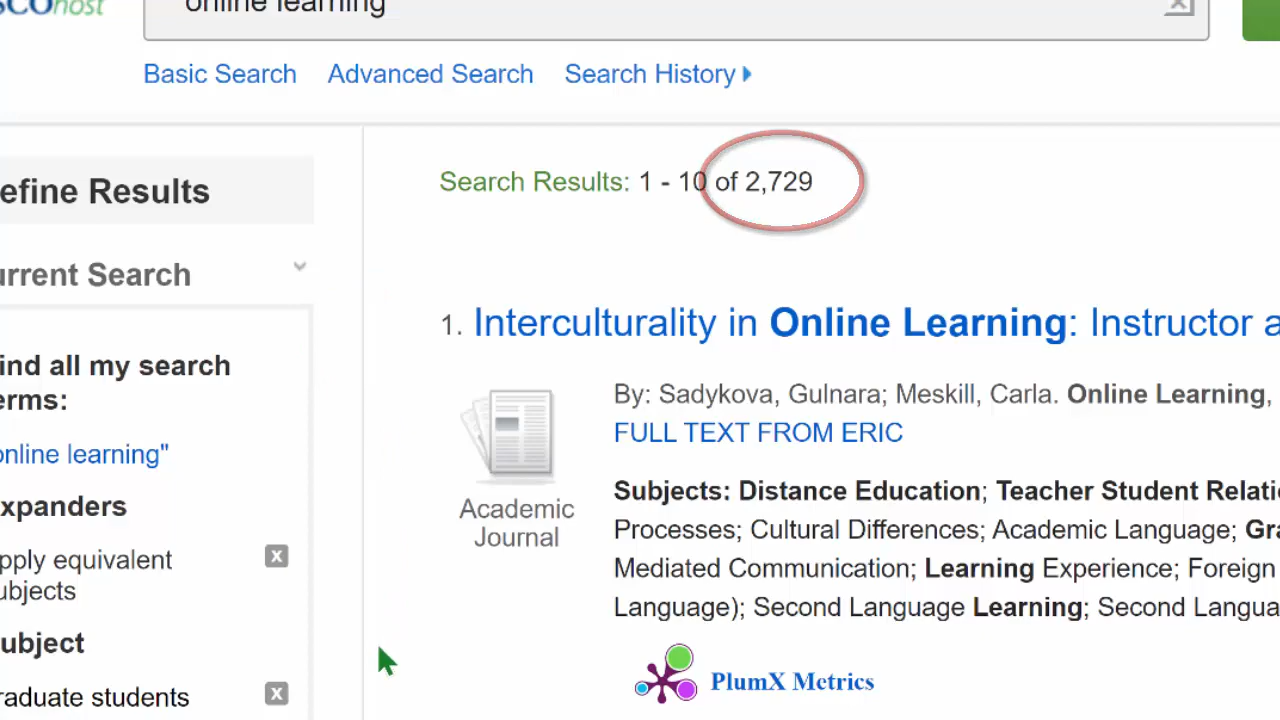 SCOhost
online learning
Basic Search Advanced Search Search History
efine Results
Search Results: 1 - 10 of 2,729
urrent Search
1. Interculturality in Online Learning: Instructor a
ind all my search
erms:
By: Sadykova, Gulnara; Meskill, Carla. Online Learning,
FULL TEXT FROM ERIC
online learning"
Academic
Journal
Subjects: Distance Education; Teacher Student Relati
Processes; Cultural Differences; Academic Language; Gra
Mediated Communication; Learning Experience; Foreign
Language); Second Language Learning; Second Langua
xpanders
pply equivalent
ubjects
ubject
raduate students
PlumX Metrics